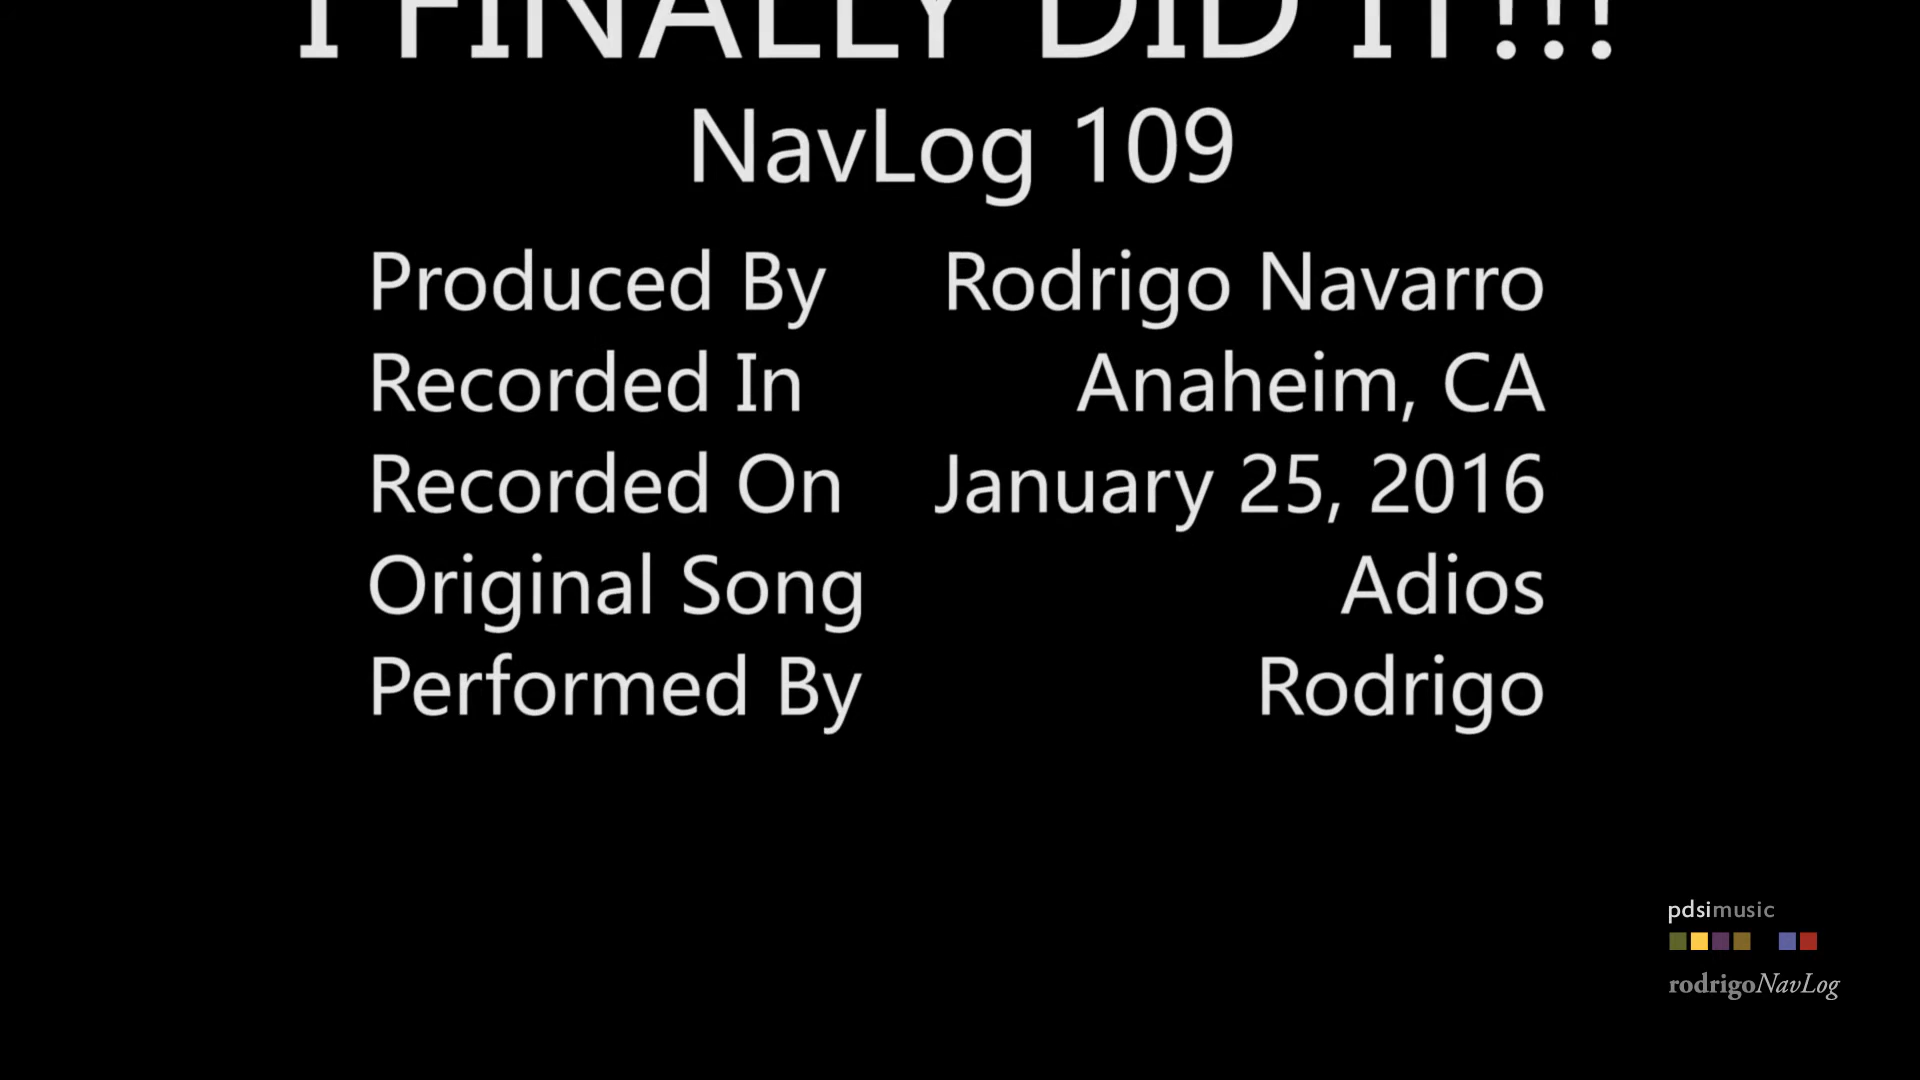 I FINALLY DID IT!!!
NavLog 109
Produced By Rodrigo Navarro
Recorded In Anaheim, CA
Recorded On January 25, 2016
Original Song Adios
Performed By Rodrigo
pdsimusic
rodrigoNavLog